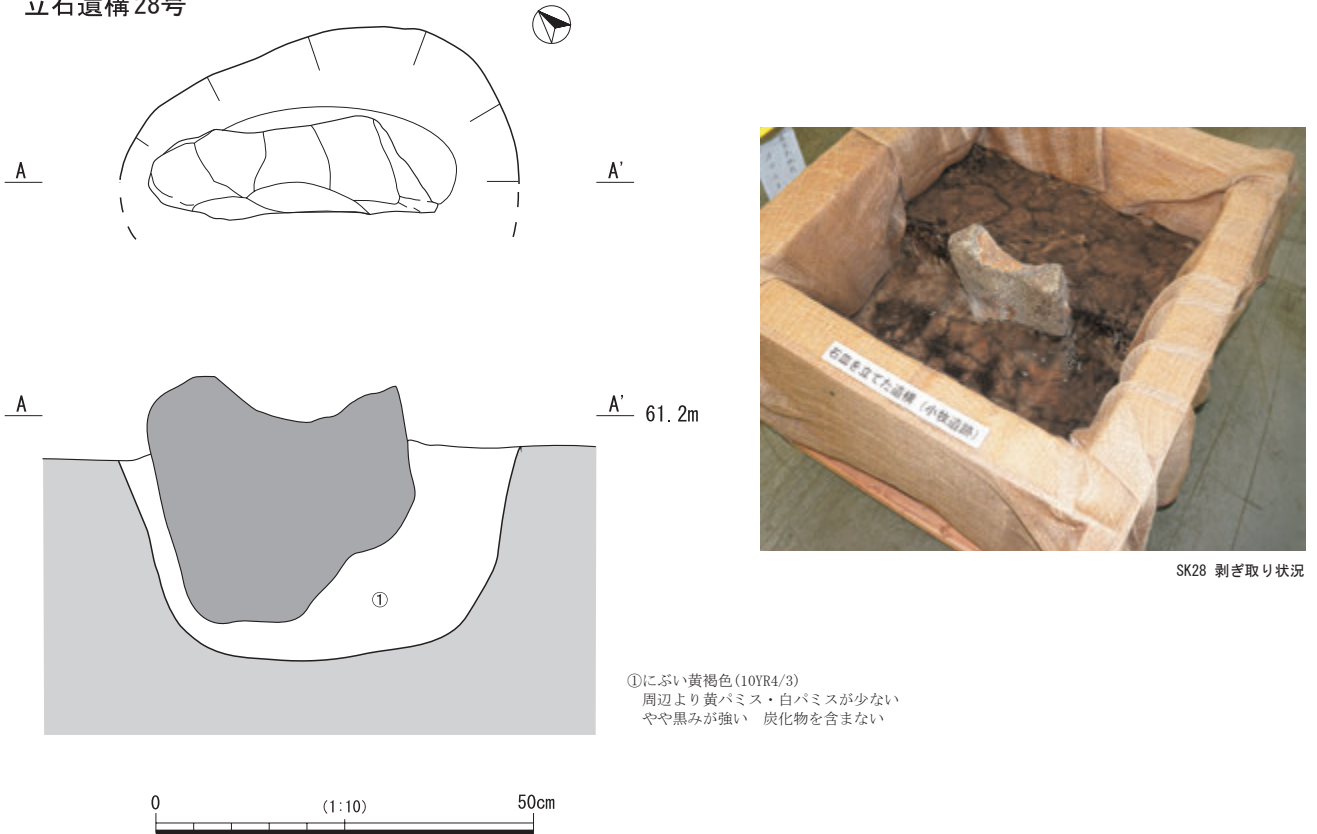 立石遺構28号
A
A'
A
A'
61.2m
石皿を立てた遺構（小牧遺跡）
SK28 剥ぎ取り状況
①
①にぶい黄褐色(10YR4/3)
周辺より黄パミス・白パミスが少ない
やや黒みが強い　炭化物を含まない
0
(1:10)
50cm